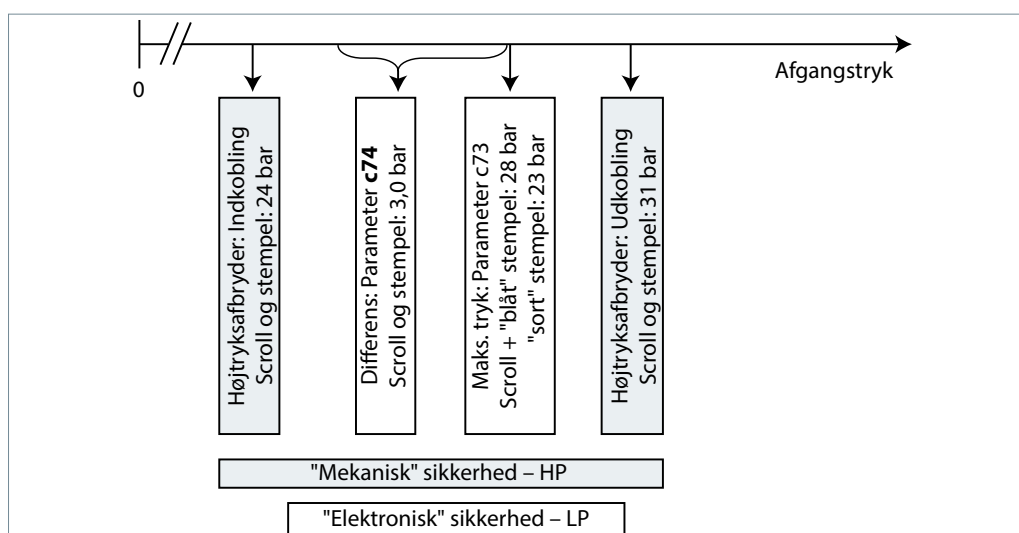 0
Afgangstryk
Højtryksafbryder: Indkobling
Scroll og stempel: 24 bar
Differens: Parameter c74
Scroll og stempel: 3,0 bar
Maks. tryk: Parameter c73
Scroll + "blåt" stempel: 28 bar
"sort" stempel: 23 bar
Højtryksafbryder: Udkobling
Scroll og stempel: 31 bar
"Mekanisk" sikkerhed – HP
"Elektronisk" sikkerhed – LP